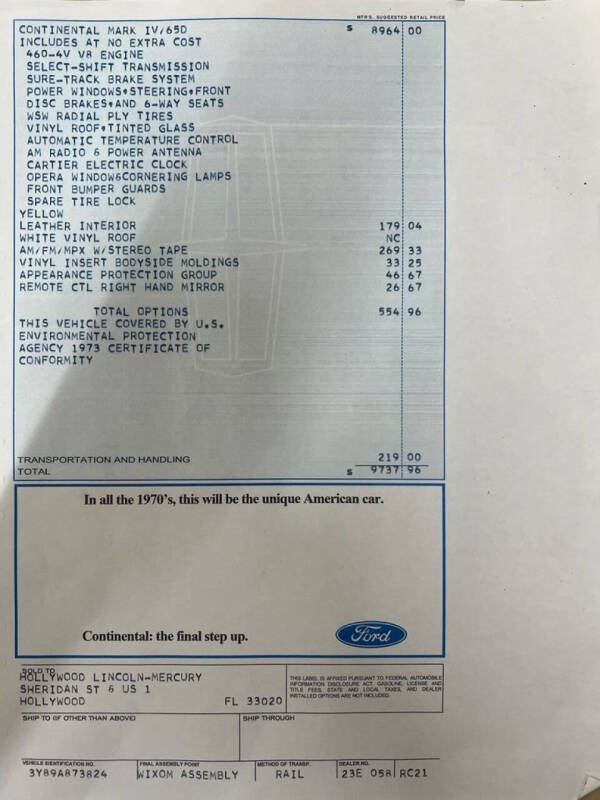 MFR'S. SUGGESTED RETAIL PRICE
CONTINENTAL MARK IV/65D $ 8964 00
INCLUDES AT NO EXTRA COST
460-4V V8 ENGINE
SELECT-SHIFT TRANSMISSION
SURE-TRACK BRAKE SYSTEM
POWER WINDOWS•STEERING•FRONT
DISC BRAKES•AND 6-WAY SEATS
WSW RADIAL PLY TIRES
VINYL ROOF•TINTED GLASS
AUTOMATIC TEMPERATURE CONTROL
AM RADIO & POWER ANTENNA
CARTIER ELECTRIC CLOCK
OPERA WINDOW&CORNERING LAMPS
FRONT BUMPER GUARDS
SPARE TIRE LOCK
YELLOW
LEATHER INTERIOR 179 04
WHITE VINYL ROOF NC
AM/FM/MPX W/STEREO TAPE 269 33
VINYL INSERT BODYSIDE MOLDINGS 33 25
APPEARANCE PROTECTION GROUP 46 67
REMOTE CTL RIGHT HAND MIRROR 26 67
TOTAL OPTIONS 554 96
THIS VEHICLE COVERED BY U.S.
ENVIRONMENTAL PROTECTION
AGENCY 1973 CERTIFICATE OF
CONFORMITY
TRANSPORTATION AND HANDLING 219 00
TOTAL $ 9737 96
In all the 1970's, this will be the unique American car.
Continental: the final step up.
Ford
SOLD TO
HOLLYWOOD LINCOLN-MERCURY
SHERIDAN ST & US 1
HOLLYWOOD FL 33020
THIS LABEL IS AFFIXED PURSUANT TO FEDERAL AUTOMOBILE
INFORMATION DISCLOSURE ACT. GASOLINE, LICENSE AND
TITLE FEES, STATE AND LOCAL TAXES, AND DEALER
INSTALLED OPTIONS ARE NOT INCLUDED.
SHIP TO (IF OTHER THAN ABOVE) SHIP THROUGH
VEHICLE IDENTIFICATION NO. FINAL ASSEMBLY POINT METHOD OF TRANSP. DEALER NO.
3Y89A873824 WIXOM ASSEMBLY RAIL 23E 058 RC21